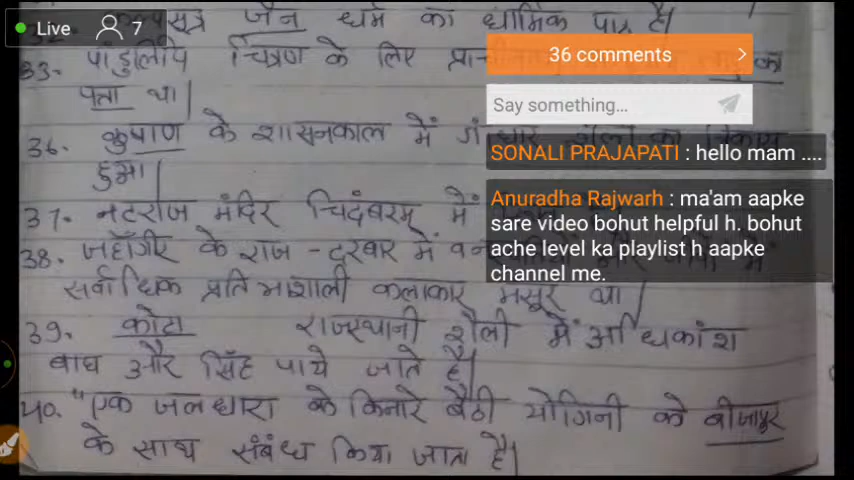 Live 7
36 comments
Say something...
SONALI PRAJAPATI : hello mam ....
Anuradha Rajwarh : ma'am aapke
sare video bohut helpful h. bohut
ache level ka playlist h aapke
channel me.
जैन धर्म का धार्मिक पाठ है।
33. पांडुलिपि चित्रण के लिए
पत्ता था।
36. कुषाण के शासनकाल में
हुआ।
37. नटराज मंदिर चिदंबरम् में
38. जहाँगीर के राज-दरबार में
सर्वाधिक प्रतिभाशाली कलाकार मंसूर था।
39. कोटा राजस्थानी शैली में अधिकांश
बाघ और सिंह पाये जाते है।
40. "एक जलधारा के किनारे बैठी योगिनी को बीजापुर
के साथ संबंध किया जाता है।